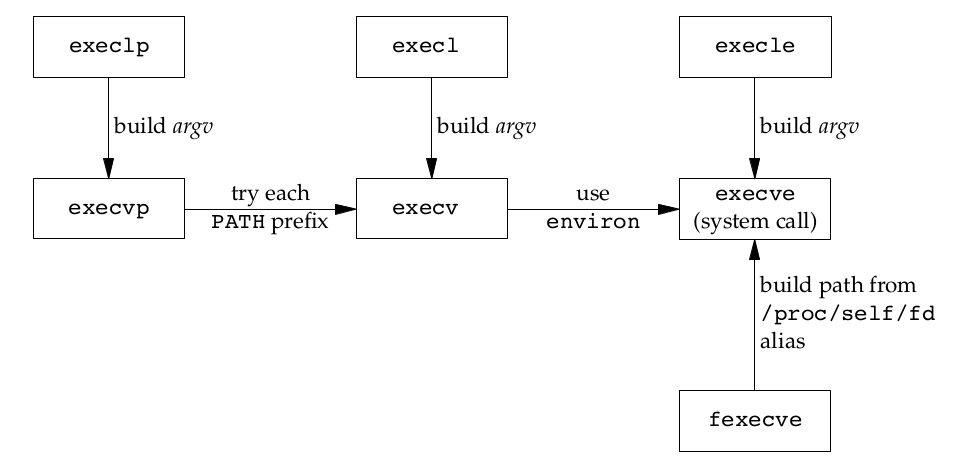 execlp
execl
execle
build argv
build argv
build argv
execvp
try each
PATH prefix
execv
use
environ
execve
(system call)
build path from
/proc/self/fd
alias
fexecve